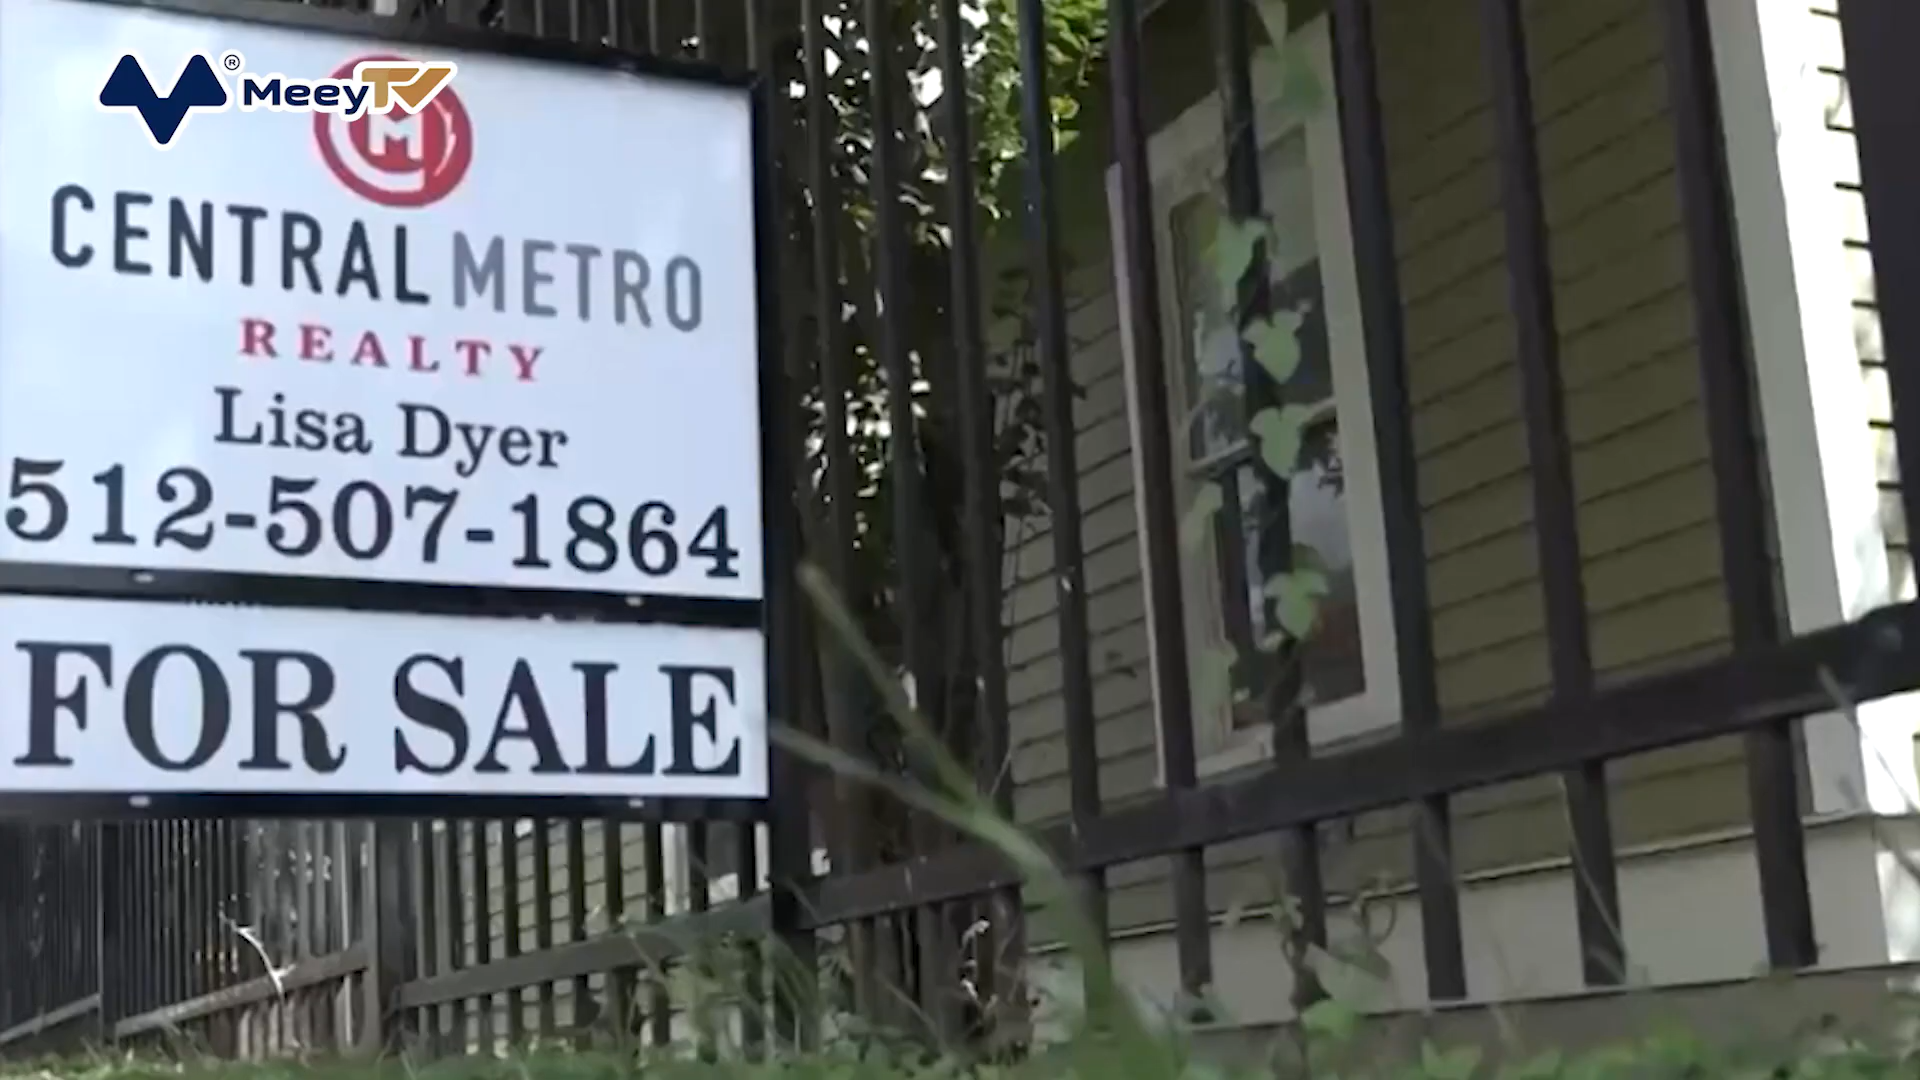 ® MeeyTV
M
CENTRAL METRO
REALTY
Lisa Dyer
512-507-1864
FOR SALE